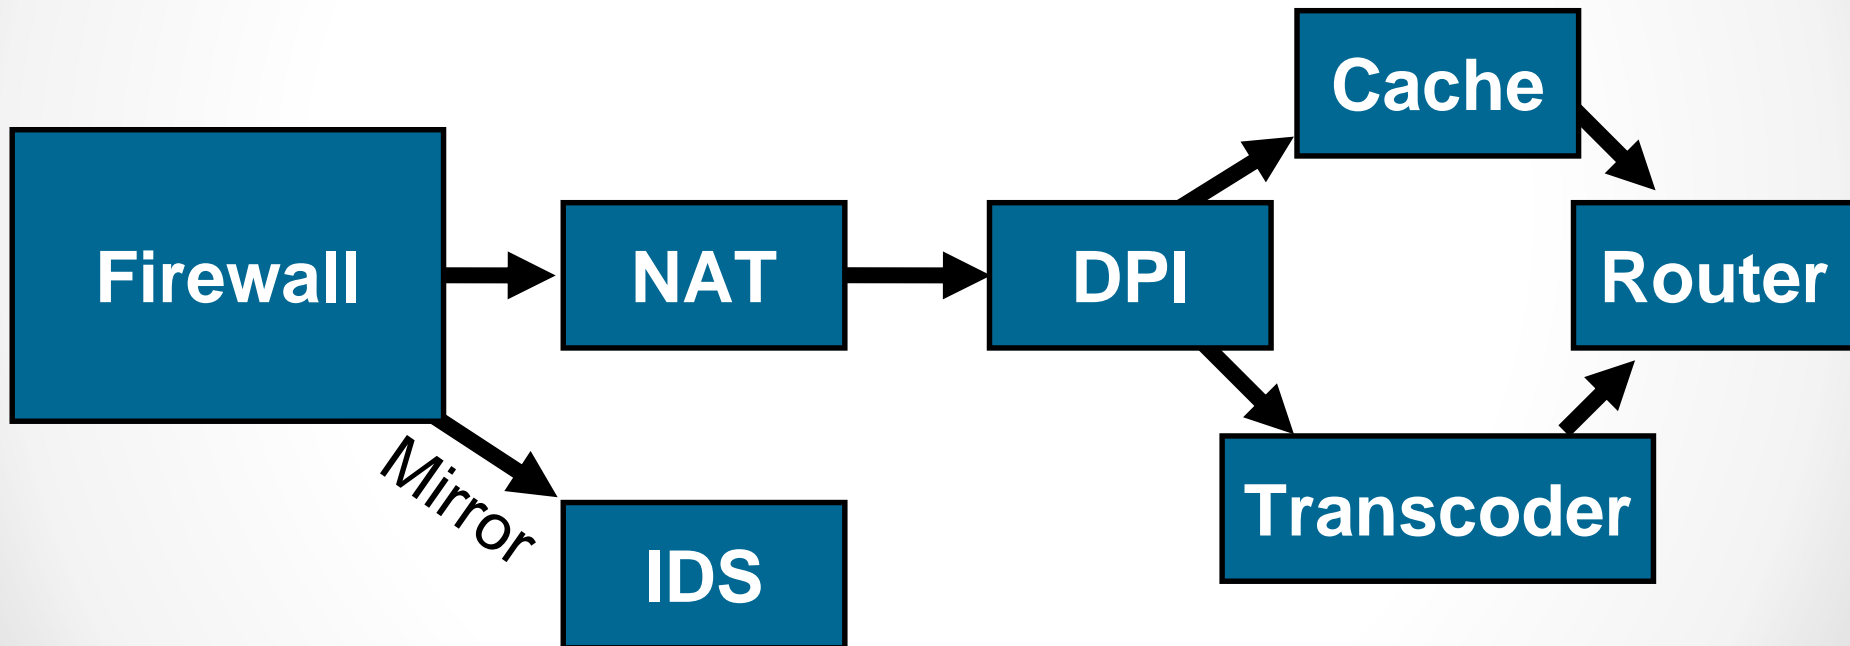 Firewall
Mirror
NAT
IDS
DPI
Cache
Transcoder
Router